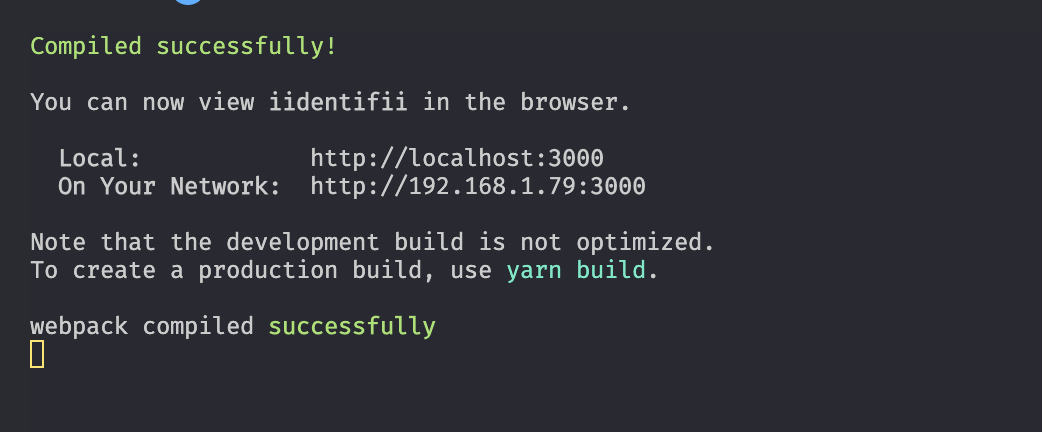 Compiled successfully!
You can now view iidentifii in the browser.
Local: http://localhost:3000
On Your Network: http://192.168.1.79:3000
Note that the development build is not optimized.
To create a production build, use yarn build.
webpack compiled successfully